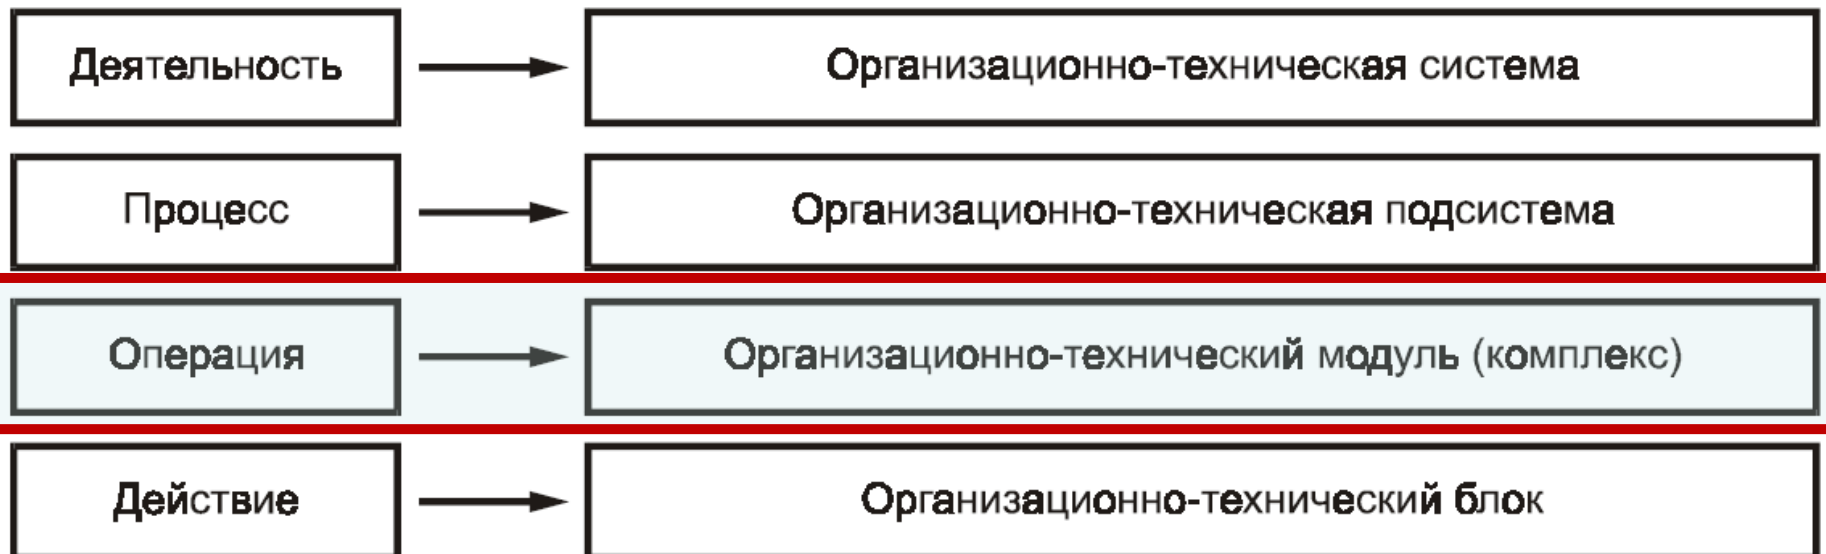 Деятельность
Организационно-техническая система
Процесс
Организационно-техническая подсистема
Операция
Организационно-технический модуль (комплекс)
Действие
Организационно-технический блок